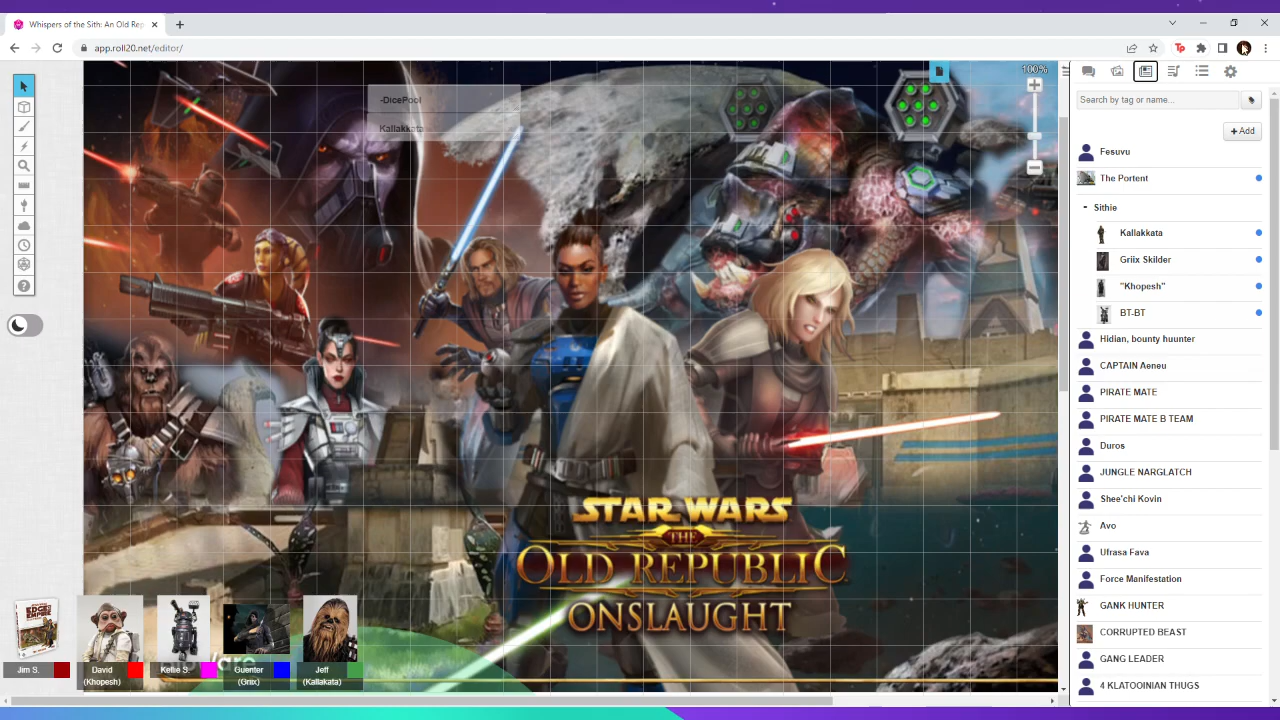 Whispers of the Sith: An Old Rep
app.roll20.net/editor/
Tp
-DicePool
Kallakkata
100%
Search by tag or name...
+ Add
Fesuvu
The Portent
- Sithie
Kallakkata
Griix Skilder
"Khopesh"
BT-BT
Hidian, bounty huunter
CAPTAIN Aeneu
PIRATE MATE
PIRATE MATE B TEAM
Duros
JUNGLE NARGLATCH
Shee'chi Kovin
Avo
Ufrasa Fava
Force Manifestation
GANK HUNTER
CORRUPTED BEAST
GANG LEADER
4 KLATOOINIAN THUGS
STAR WARS
THE
OLD REPUBLIC
ONSLAUGHT
EDGE
Jim S.
David
(Khopesh)
Kellie S.
Guenter
(Griix)
Jeff
(Kallakata)